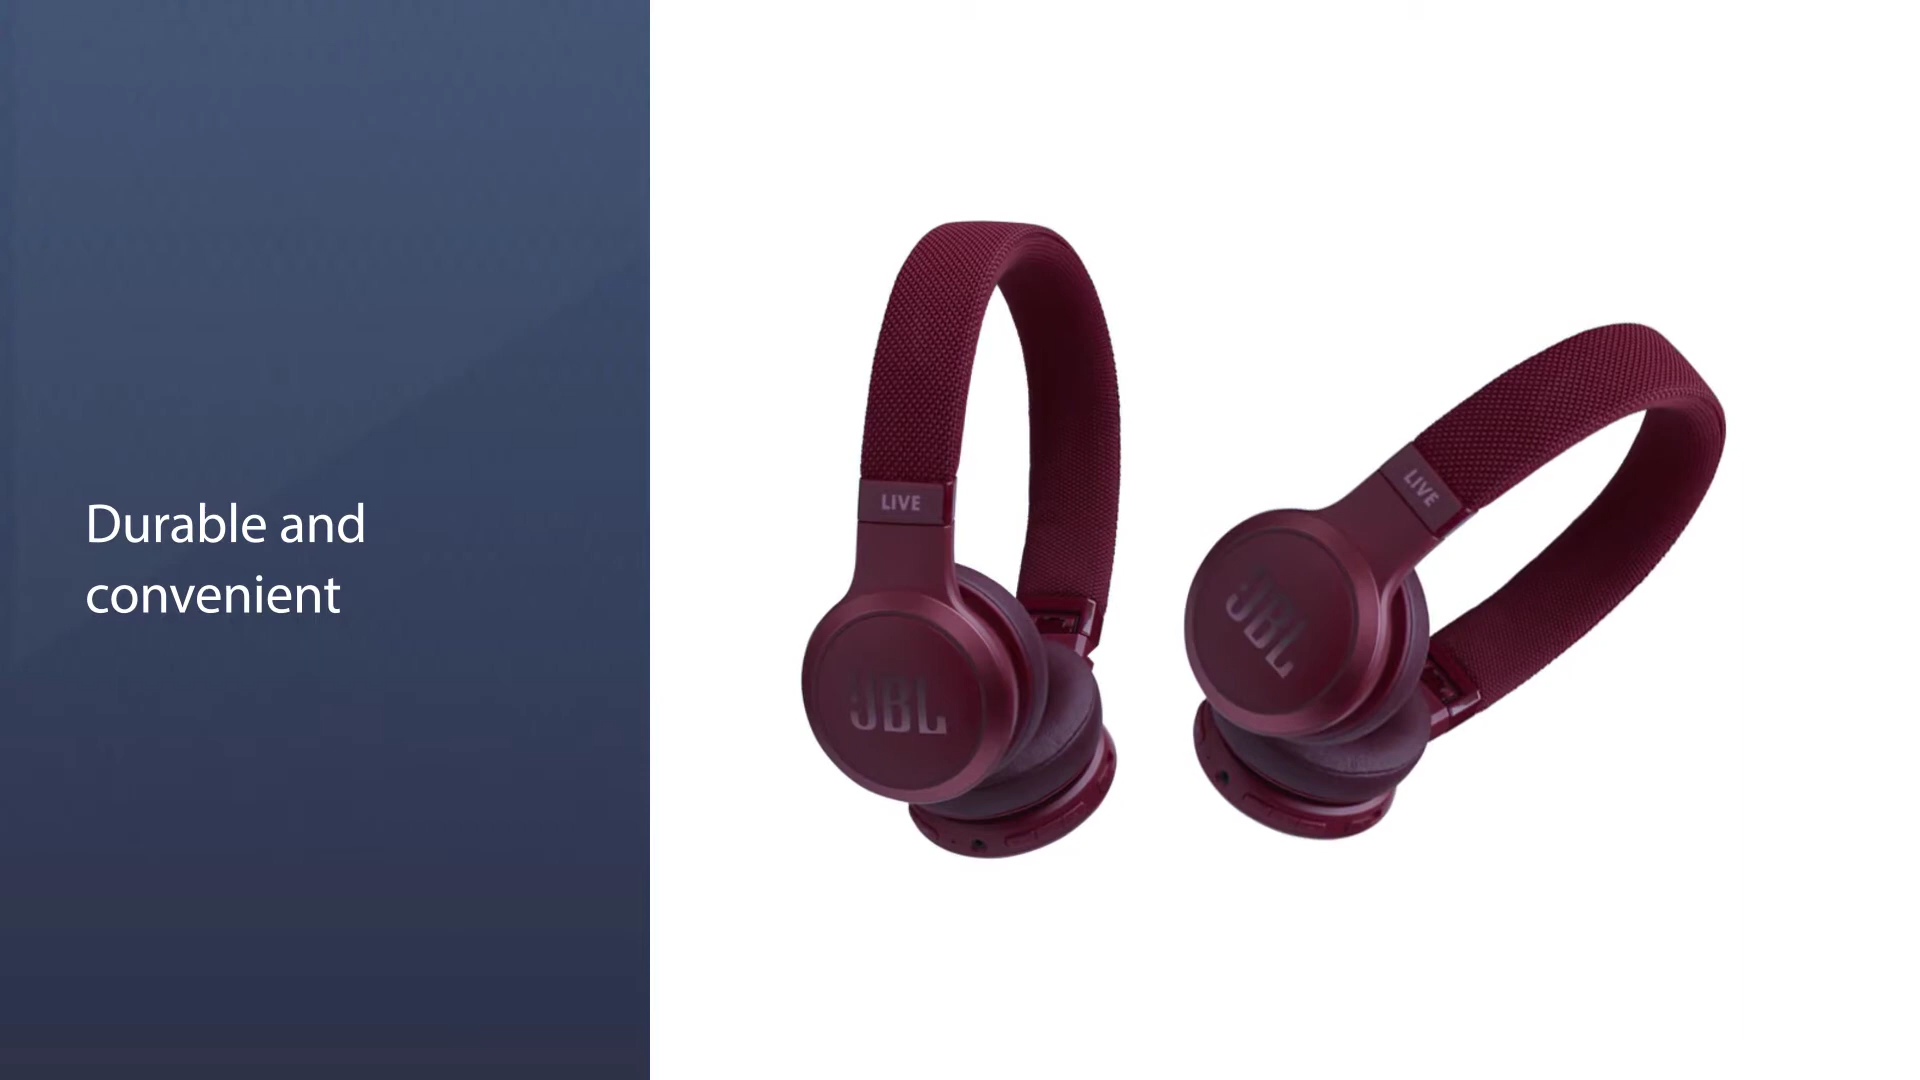 Durable and
convenient
LIVE
JBL
LIVE
JBL